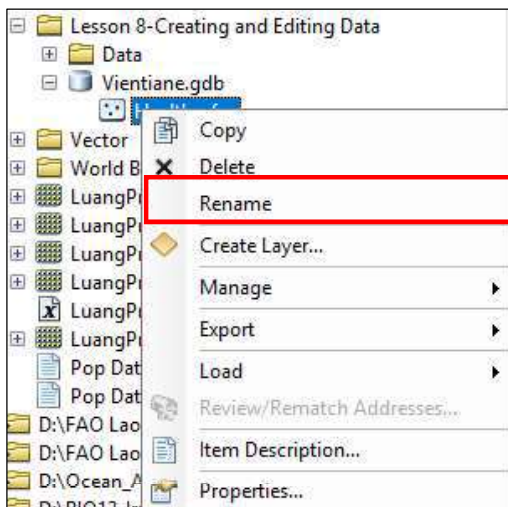 Lesson 8-Creating and Editing Data
Data
Vientiane.gdb
Vector
World B
LuangPr
LuangPr
LuangPr
LuangPr
LuangPr
Pop Dat
Pop Dat
D:\FAO Lao
D:\FAO Lao
D:\Ocean_A
Copy
Delete
Rename
Create Layer...
Manage
Export
Load
Review/Rematch Addresses...
Item Description...
Properties...